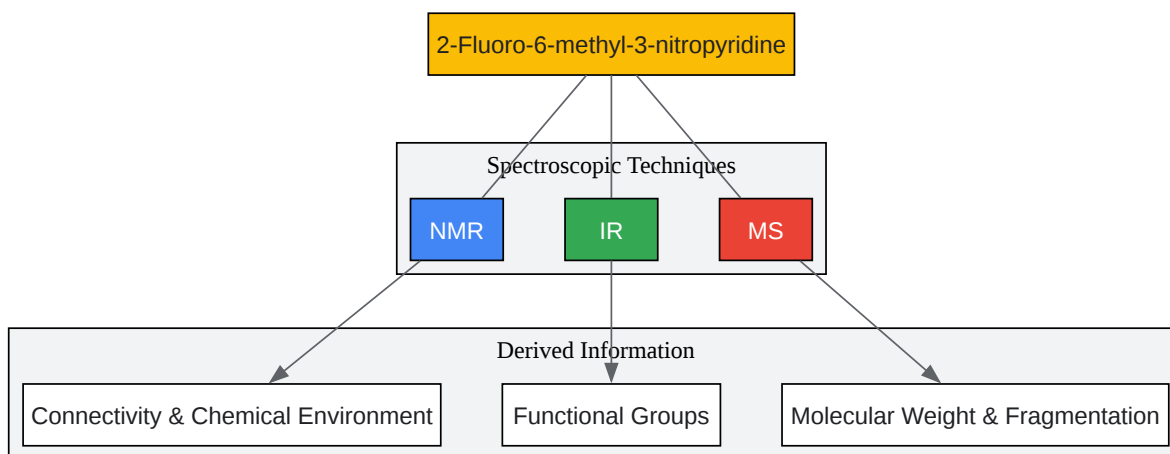 2-Fluoro-6-methyl-3-nitropyridine
Spectroscopic Techniques
NMR
IR
MS
Derived Information
Connectivity & Chemical Environment
Functional Groups
Molecular Weight & Fragmentation